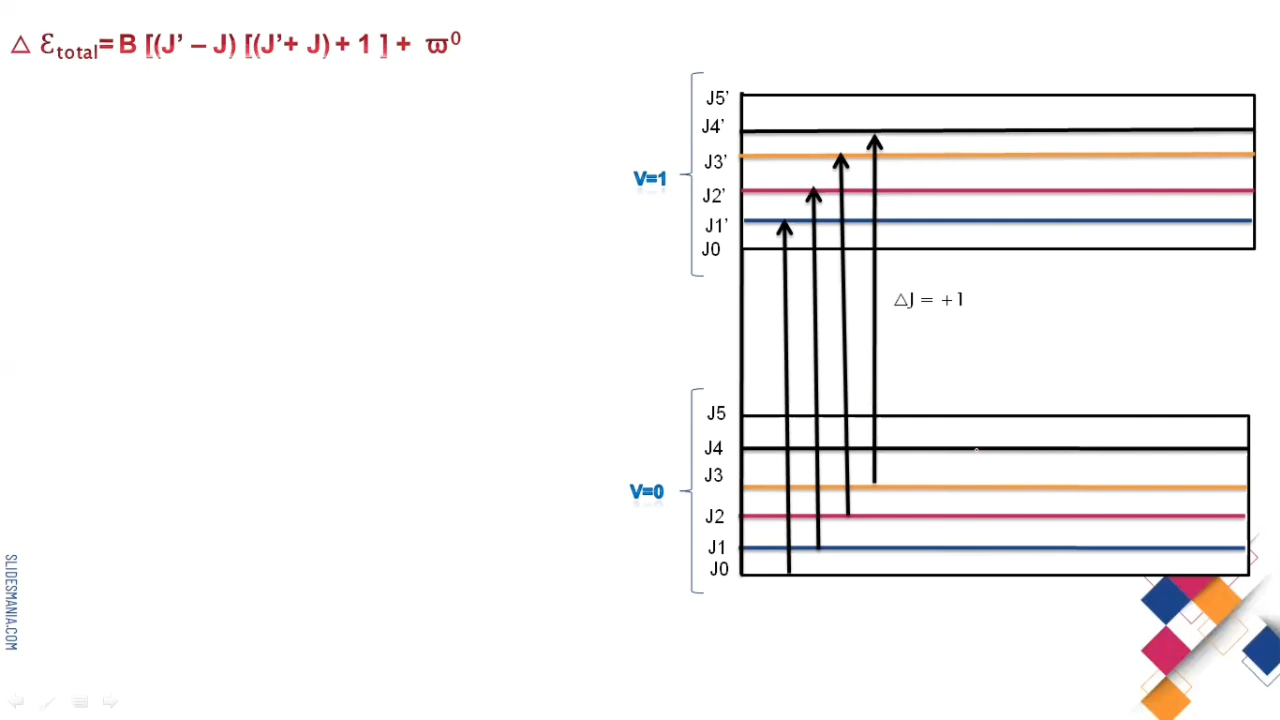 △ ℇtotal= B [(J’ – J) [(J’+ J) + 1 ] + ϖ⁰
J5’
J4’
J3’
V=1
J2’
J1’
J0
△J = +1
J5
J4
J3
V=0
J2
J1
J0
SLIDESMANIA.COM